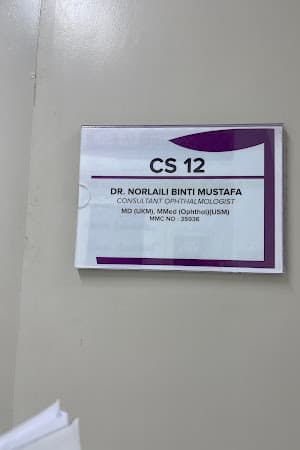 CS 12
DR. NORLAILI BINTI MUSTAFA
CONSULTANT OPHTHALMOLOGIST
MD (UKM), MMed (Ophthal)(USM)
MMC NO : 35036